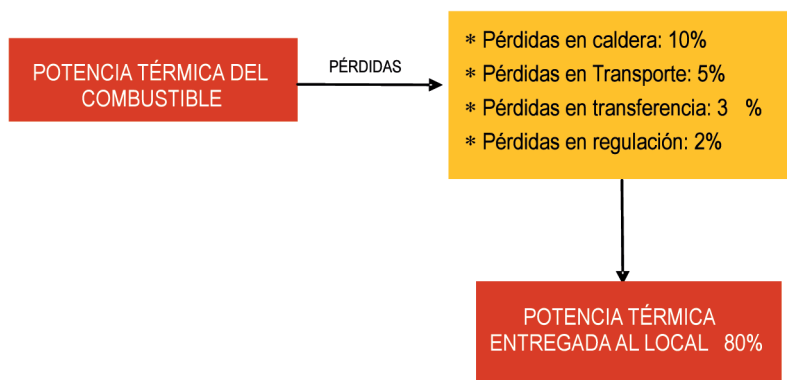 POTENCIA TÉRMICA DEL
COMBUSTIBLE
PÉRDIDAS
* Pérdidas en caldera: 10%
* Pérdidas en Transporte: 5%
* Pérdidas en transferencia: 3 %
* Pérdidas en regulación: 2%
POTENCIA TÉRMICA
ENTREGADA AL LOCAL 80%